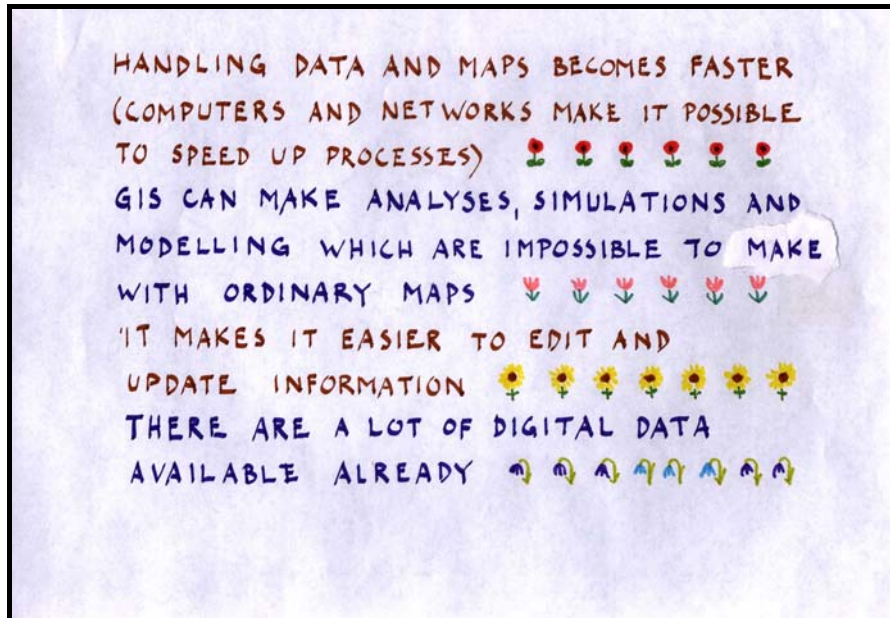 HANDLING DATA AND MAPS BECOMES FASTER
(COMPUTERS AND NETWORKS MAKE IT POSSIBLE
TO SPEED UP PROCESSES)
GIS CAN MAKE ANALYSES, SIMULATIONS AND
MODELLING WHICH ARE IMPOSSIBLE TO MAKE
WITH ORDINARY MAPS
IT MAKES IT EASIER TO EDIT AND
UPDATE INFORMATION
THERE ARE A LOT OF DIGITAL DATA
AVAILABLE ALREADY